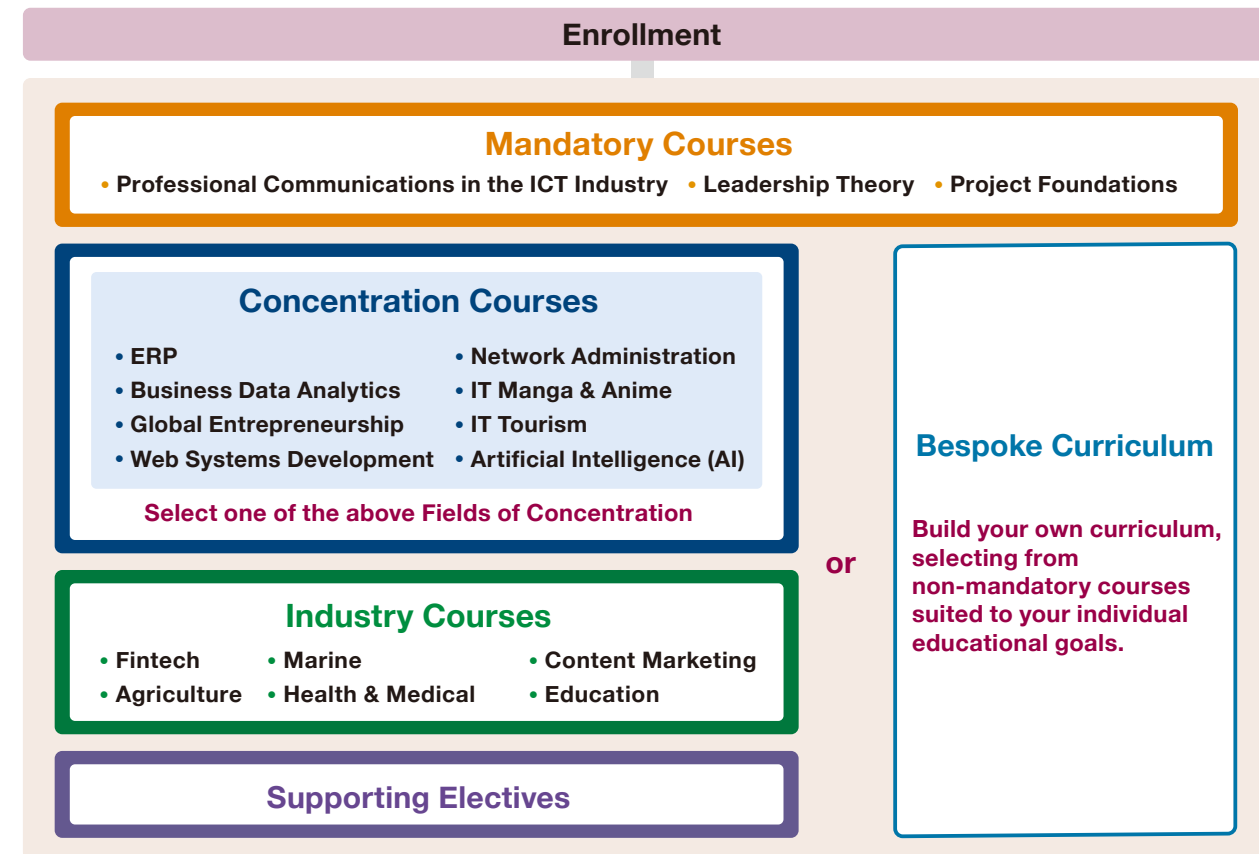 Enrollment
Mandatory Courses
• Professional Communications in the ICT Industry • Leadership Theory • Project Foundations
Concentration Courses
• ERP
• Business Data Analytics
• Global Entrepreneurship
• Web Systems Development
• Network Administration
• IT Manga & Anime
• IT Tourism
• Artificial Intelligence (AI)
Select one of the above Fields of Concentration
Industry Courses
• Fintech
• Agriculture
• Marine
• Health & Medical
• Content Marketing
• Education
Supporting Electives
or
Bespoke Curriculum
Build your own curriculum,
selecting from
non-mandatory courses
suited to your individual
educational goals.